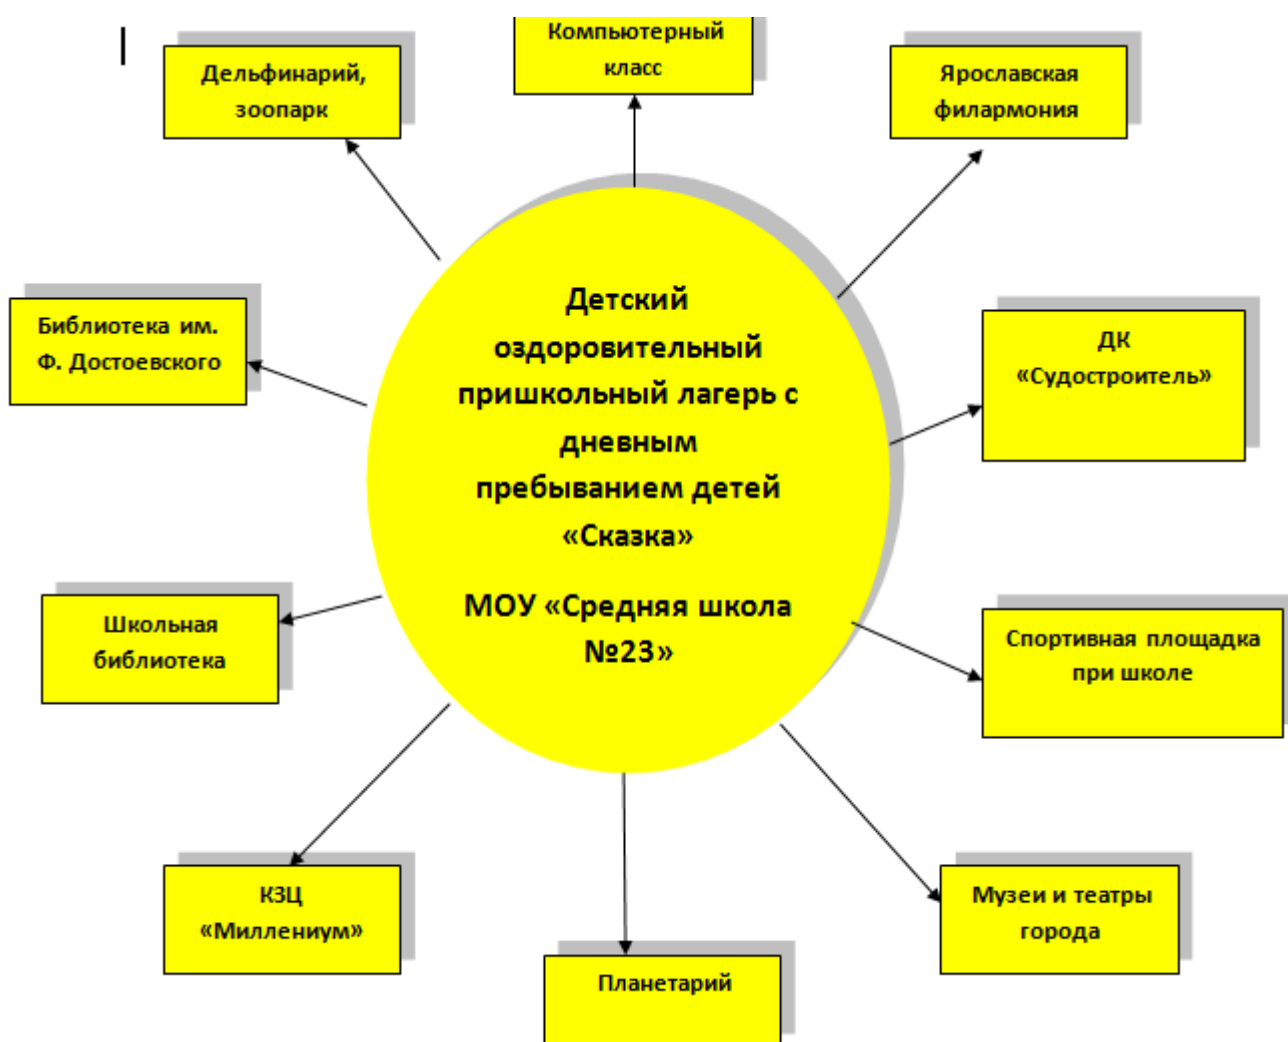 Компьютерный
класс
Дельфинарий,
зоопарк
Ярославская
филармония
Библиотека им.
Ф. Достоевского
Детский
оздоровительный
пришкольный лагерь с
дневным
пребыванием детей
«Сказка»
МОУ «Средняя школа
№23»
ДК
«Судостроитель»
Школьная
библиотека
Спортивная площадка
при школе
КЗЦ
«Миллениум»
Музеи и театры
города
Планетарий